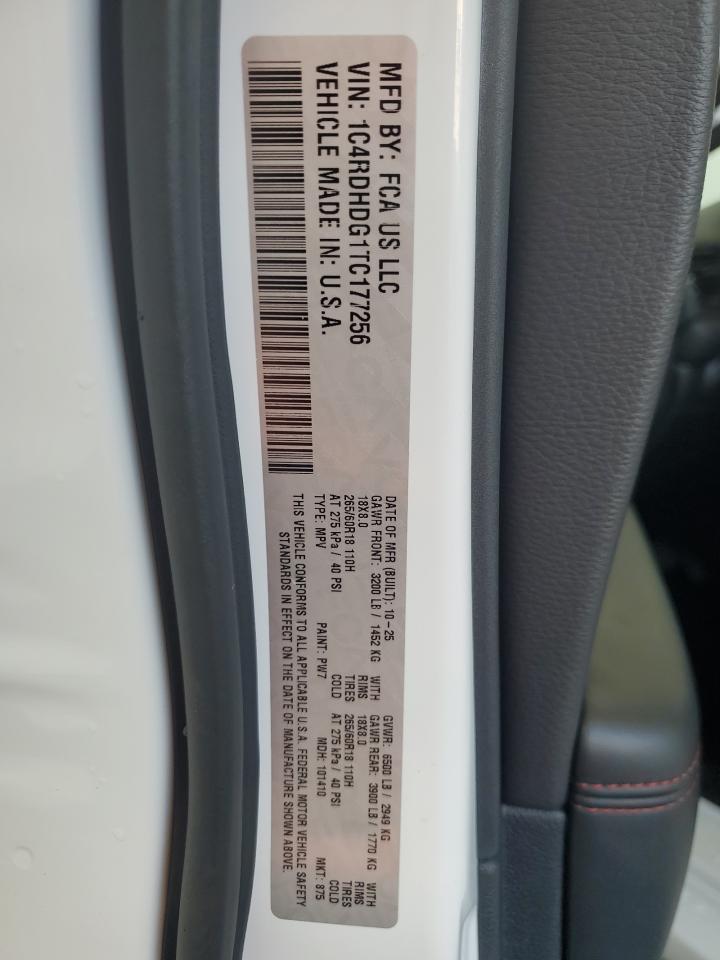 MFD BY: FCA US LLC
VIN: 1C4RDHDG1TC177256
VEHICLE MADE IN: U.S.A.
DATE OF MFR (BUILT): 10-25 GVWR: 6500 LB / 2949 KG
GAWR FRONT: 3200 LB / 1452 KG WITH GAWR REAR: 3900 LB / 1770 KG WITH
18X8.0 RIMS 18X8.0 RIMS
265/60R18 110H TIRES 265/60R18 110H TIRES
AT 275 kPa / 40 PSI COLD AT 275 kPa / 40 PSI COLD
TYPE: MPV PAINT: PW7 MDH: 101410 MKT: 875
THIS VEHICLE CONFORMS TO ALL APPLICABLE U.S.A. FEDERAL MOTOR VEHICLE SAFETY
STANDARDS IN EFFECT ON THE DATE OF MANUFACTURE SHOWN ABOVE.